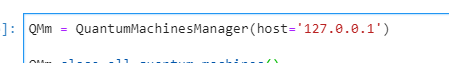 ]: QMm = QuantumMachinesManager(host='127.0.0.1')